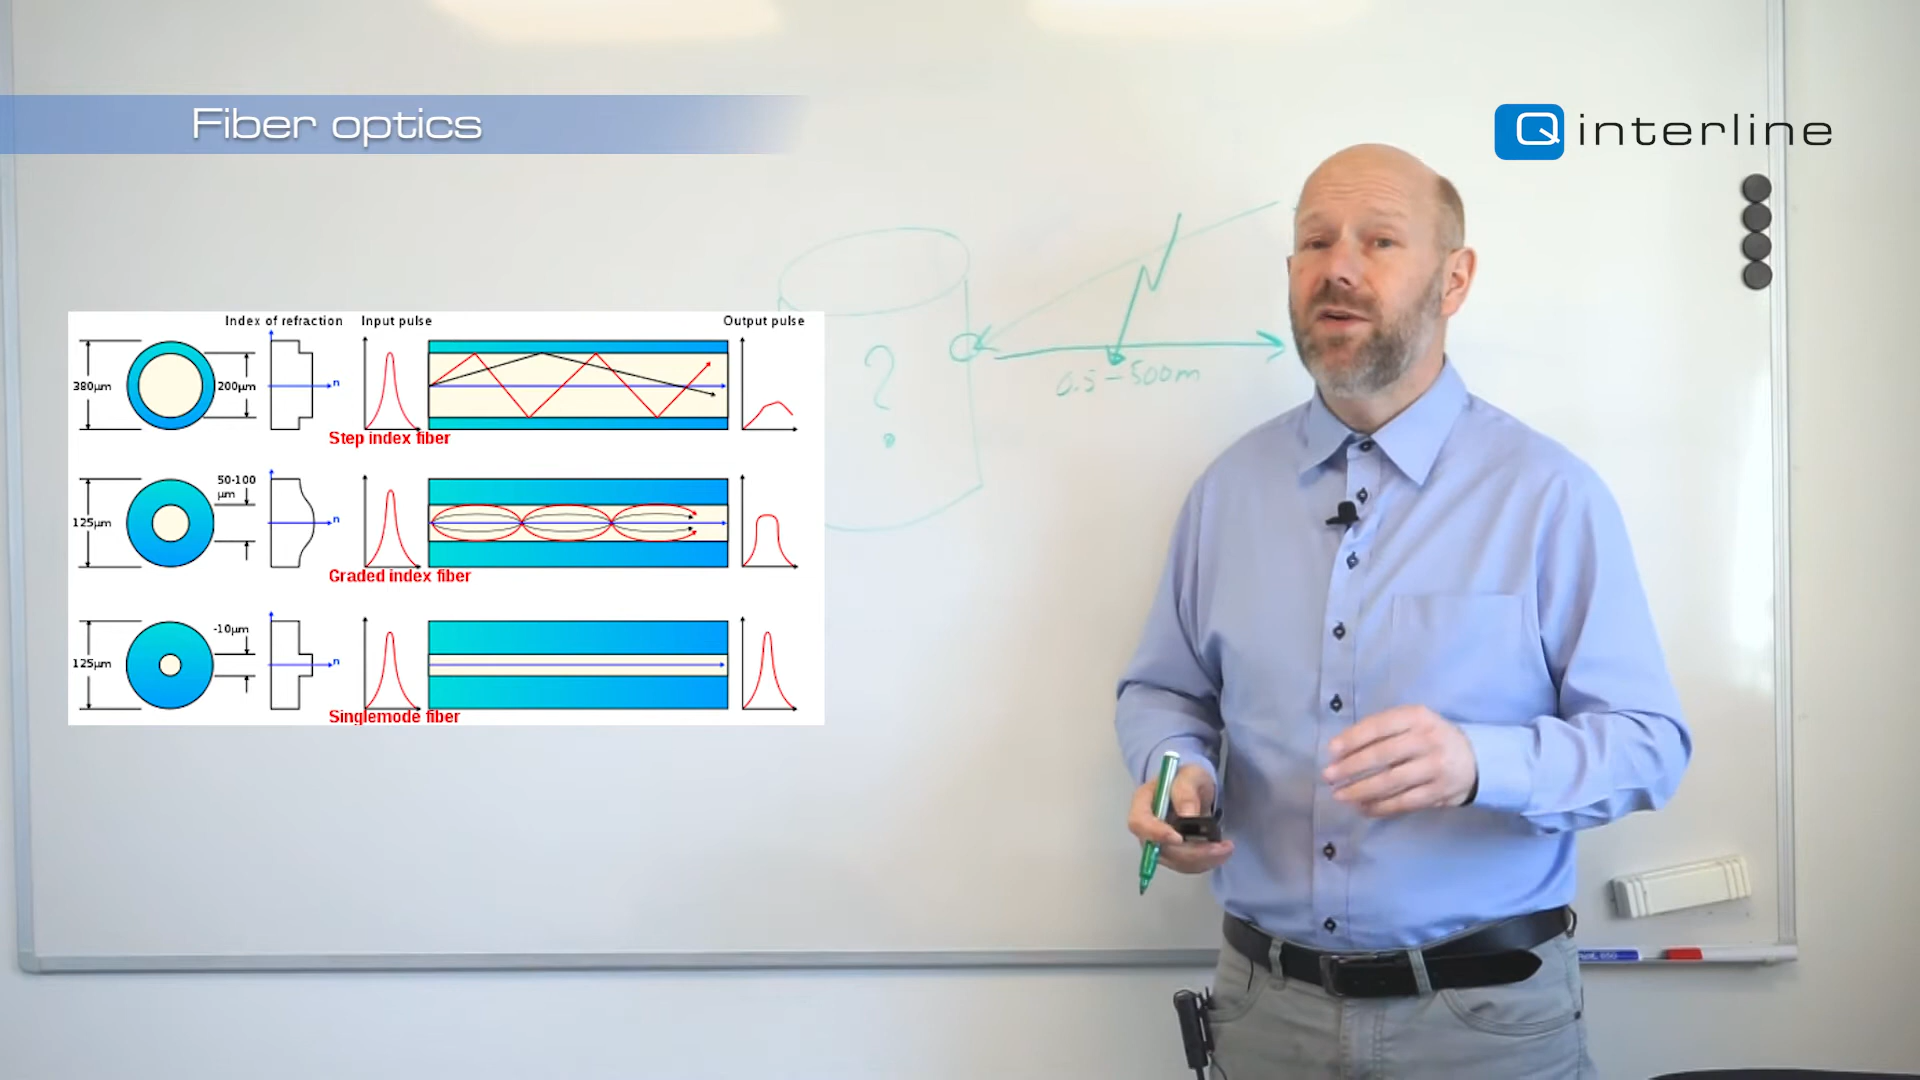 Fiber optics
Q interline
Index of refraction Input pulse Output pulse
380µm 200µm n
Step index fiber
50-100
µm
125µm n
Graded index fiber
-10µm
125µm n
Singlemode fiber
?
0.5-500m